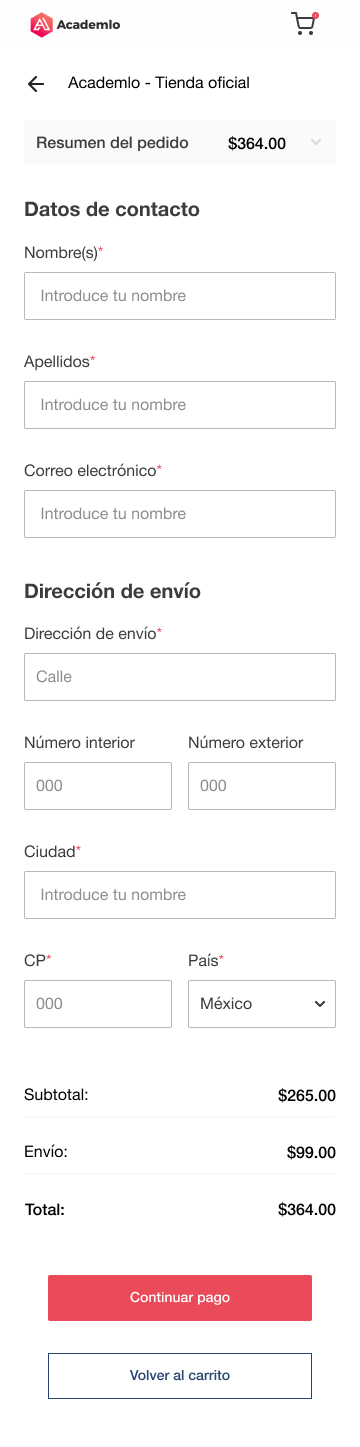 Academlo
Academlo - Tienda oficial
Resumen del pedido $364.00
Datos de contacto
Nombre(s)*
Introduce tu nombre
Apellidos*
Introduce tu nombre
Correo electrónico*
Introduce tu nombre
Dirección de envío
Dirección de envío*
Calle
Número interior Número exterior
000 000
Ciudad*
Introduce tu nombre
CP* País*
000 México
Subtotal: $265.00
Envío: $99.00
Total: $364.00
Continuar pago
Volver al carrito